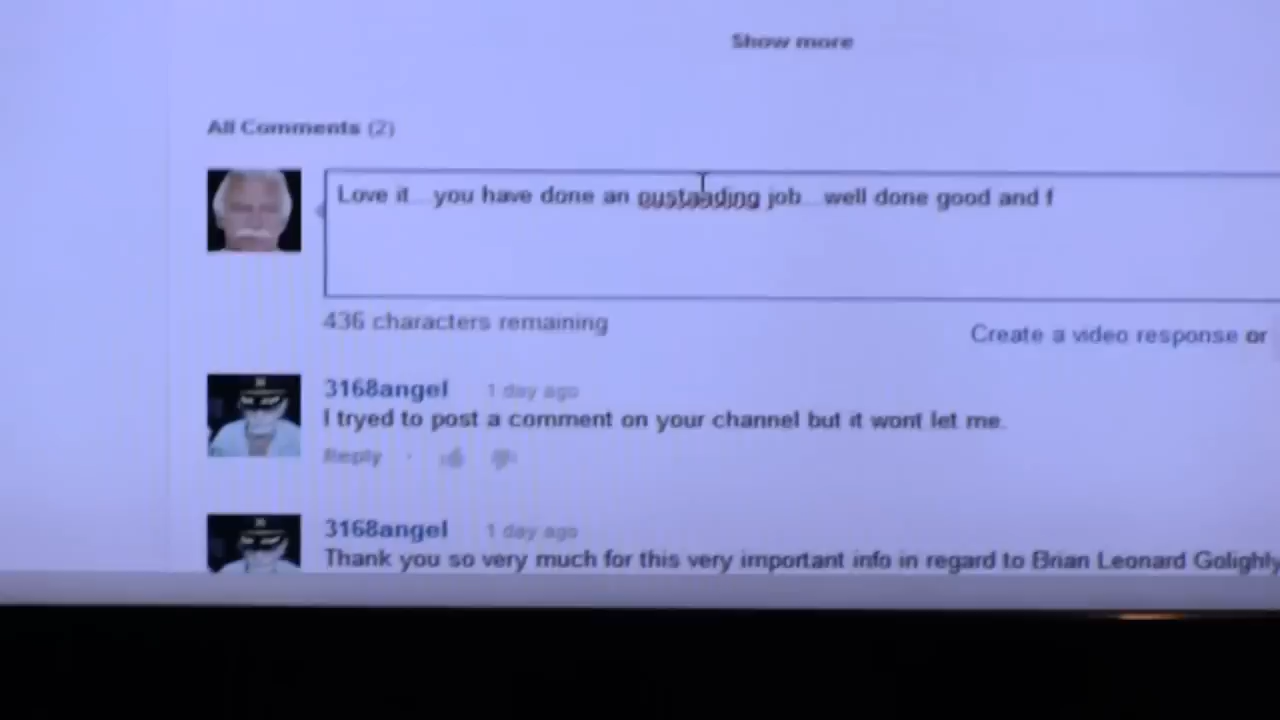 Show more
All Comments (2)
Love it...you have done an oustanding job...well done good and f
436 characters remaining
Create a video response or
3168angel 1 day ago
I tryed to post a comment on your channel but it wont let me.
Reply
3168angel 1 day ago
Thank you so very much for this very important info in regard to Brian Leonard Golighly